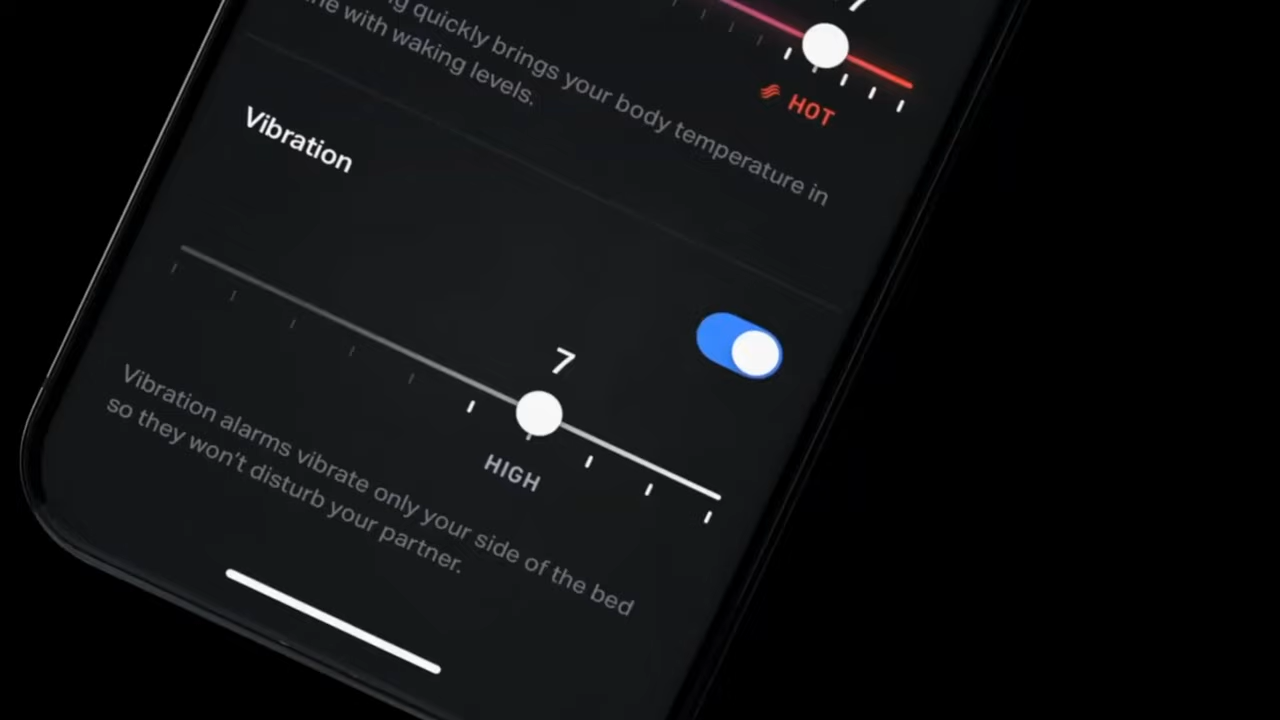 7
HOT
quickly brings your body temperature in
with waking levels.
Vibration
7
HIGH
Vibration alarms vibrate only your side of the bed
so they won't disturb your partner.